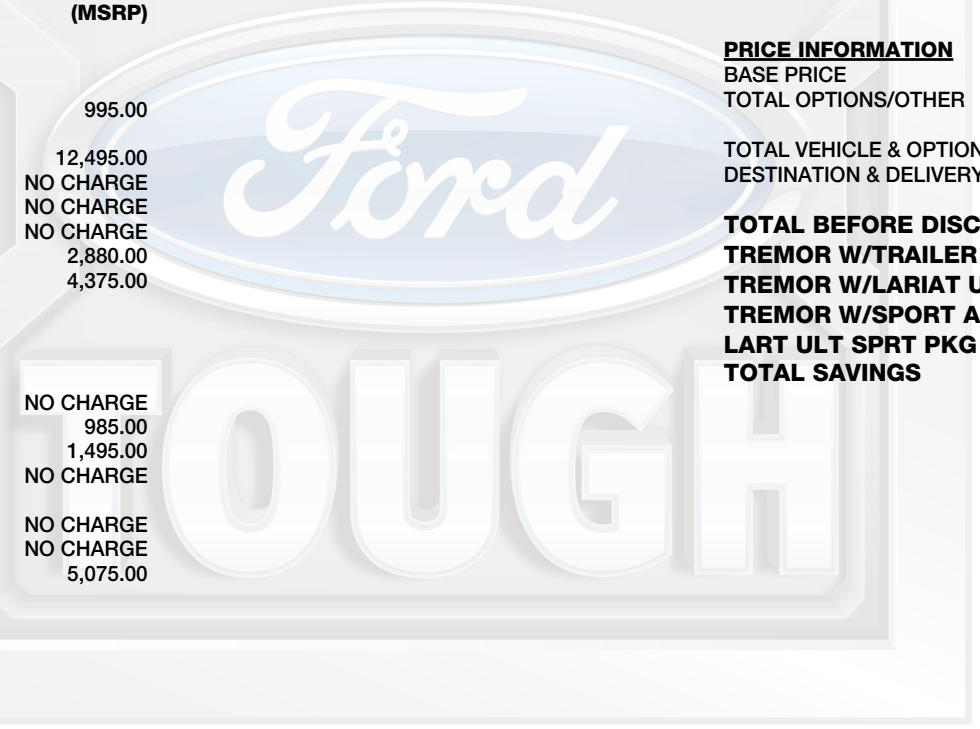 (MSRP)
995.00
12,495.00
NO CHARGE
NO CHARGE
NO CHARGE
2,880.00
4,375.00
NO CHARGE
985.00
1,495.00
NO CHARGE
NO CHARGE
NO CHARGE
5,075.00
PRICE INFORMATION
BASE PRICE
TOTAL OPTIONS/OTHER
TOTAL VEHICLE & OPTION
DESTINATION & DELIVERY
TOTAL BEFORE DISC
TREMOR W/TRAILER
TREMOR W/LARIAT U
TREMOR W/SPORT A
LART ULT SPRT PKG
TOTAL SAVINGS
Ford
TOUGH